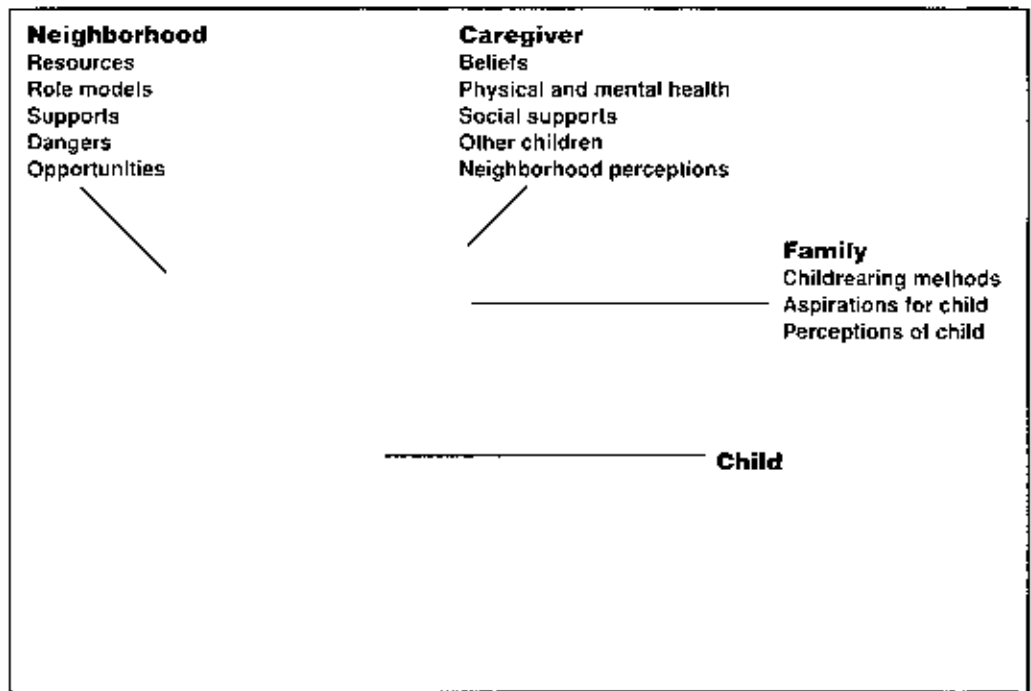 Neighborhood
Resources
Role models
Supports
Dangers
Opportunities
Caregiver
Beliefs
Physical and mental health
Social supports
Other children
Neighborhood perceptions
Family
Childrearing methods
Aspirations for child
Perceptions of child
Child